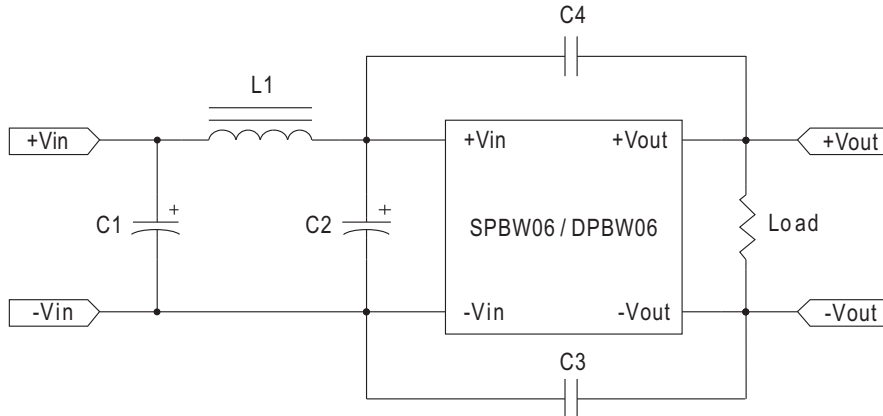 C4
L1
+Vin
+Vin
+Vout
+Vout
C1
+
C2
+
SPBW06 / DPBW06
Load
-Vin
-Vin
-Vout
-Vout
C3